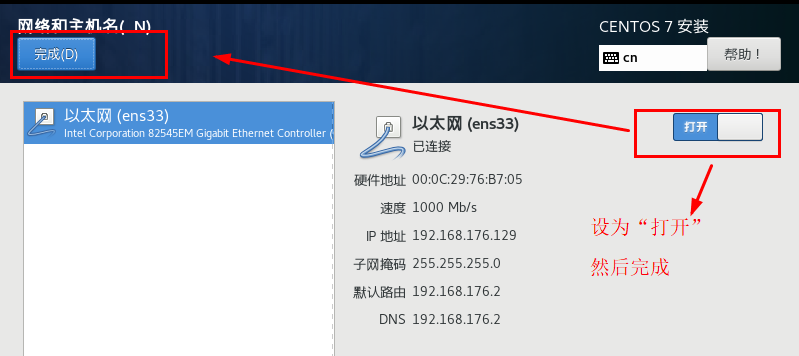 网络和主机名(_N)
CENTOS 7 安装
完成(D)
cn
帮助！
以太网 (ens33)
Intel Corporation 82545EM Gigabit Ethernet Controller (
以太网 (ens33)
已连接
打开
硬件地址 00:0C:29:76:B7:05
速度 1000 Mb/s
IP 地址 192.168.176.129
子网掩码 255.255.255.0
默认路由 192.168.176.2
DNS 192.168.176.2
设为“打开”
然后完成